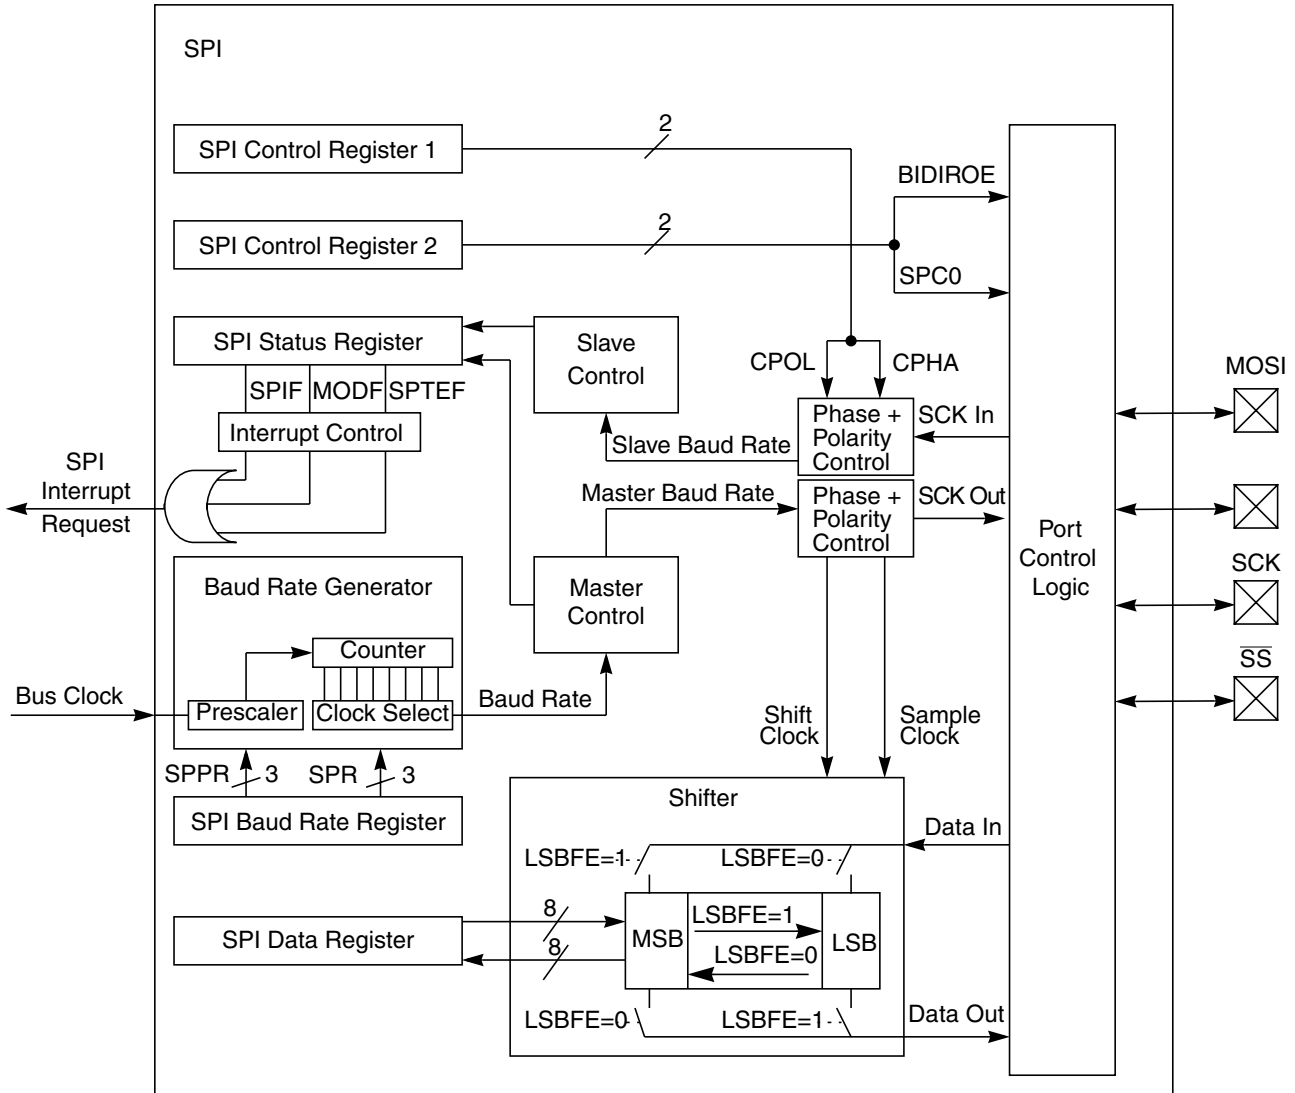 SPI
SPI Control Register 1
2
BIDIROE
SPI Control Register 2
2
SPC0
SPI Status Register
Slave
Control
CPOL
CPHA
MOSI
SPIF
MODF
SPTEF
Interrupt Control
Phase +
Polarity
Control
SCK In
Slave Baud Rate
SPI
Interrupt
Request
Master Baud Rate
Phase +
Polarity
Control
SCK Out
Port
Control
Logic
SCK
Baud Rate Generator
Master
Control
Counter
SS
Bus Clock
Prescaler
Clock Select
Baud Rate
Shift
Clock
Sample
Clock
SPPR
3
SPR
3
SPI Baud Rate Register
Shifter
Data In
LSBFE=1
LSBFE=0
8
8
SPI Data Register
MSB
LSBFE=1
LSBFE=0
LSB
LSBFE=0
LSBFE=1
Data Out